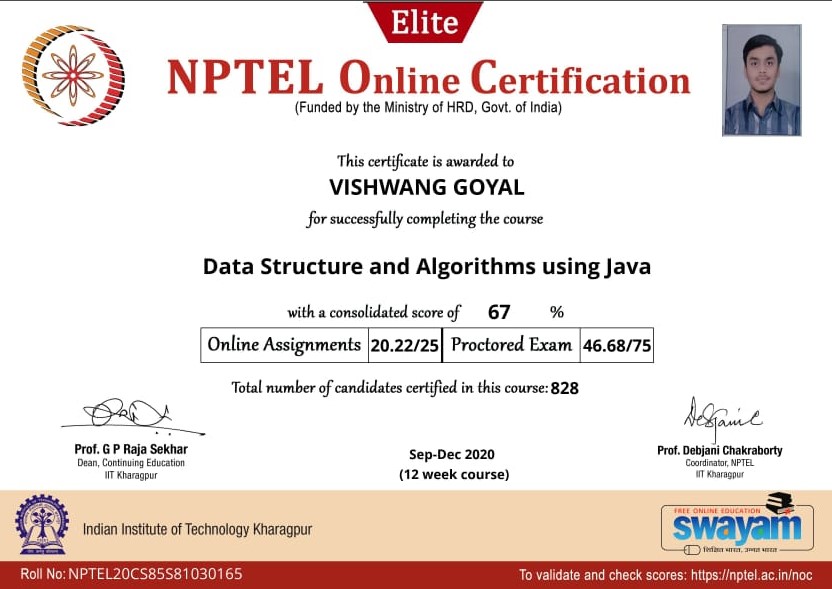 Elite
NPTEL Online Certification
(Funded by the Ministry of HRD, Govt. of India)
This certificate is awarded to
VISHWANG GOYAL
for successfully completing the course
Data Structure and Algorithms using Java
with a consolidated score of 67 %
Online Assignments 20.22/25 Proctored Exam 46.68/75
Total number of candidates certified in this course: 828
Prof. G P Raja Sekhar
Dean, Continuing Education
IIT Kharagpur
Sep-Dec 2020
(12 week course)
Prof. Debjani Chakraborty
Coordinator, NPTEL
IIT Kharagpur
Indian Institute of Technology Kharagpur
FREE ONLINE EDUCATION
swayam
शिक्षित भारत, उन्नत भारत
Roll No: NPTEL20CS85S81030165
To validate and check scores: https://nptel.ac.in/noc